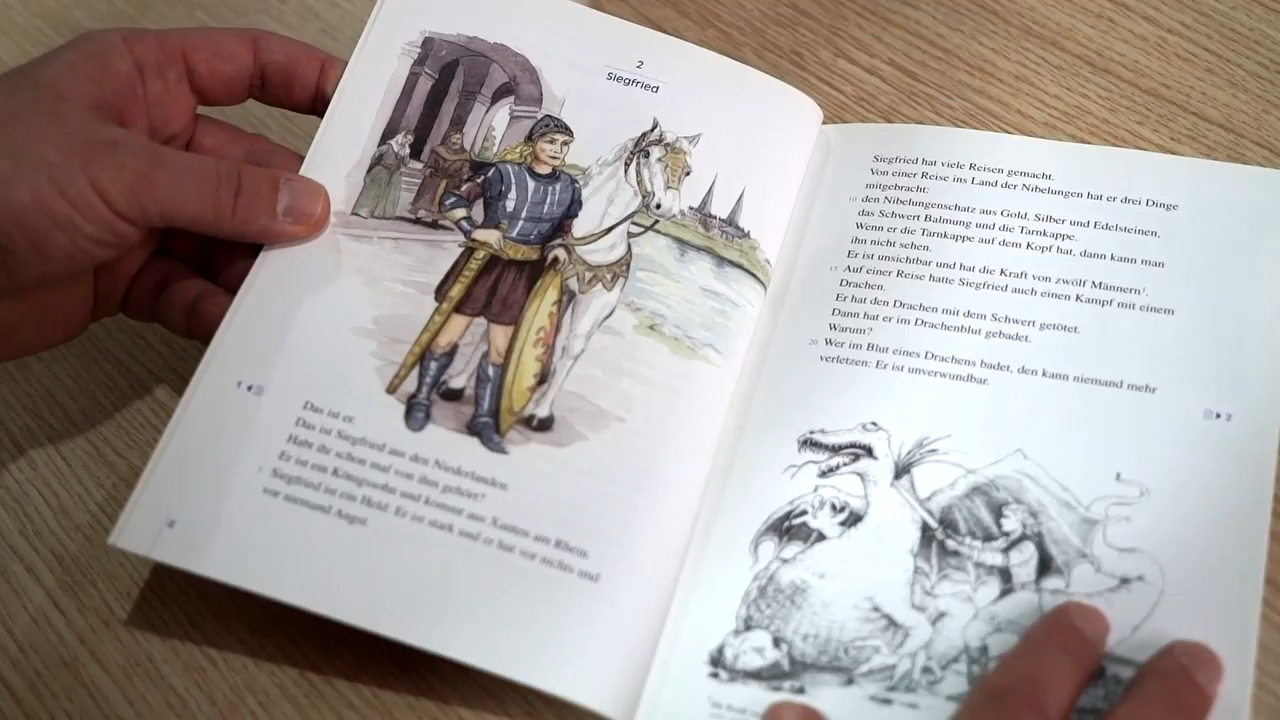 2
Siegfried
1
Das ist er.
Das ist Siegfried aus den Niederlanden.
Habt ihr schon mal von ihm gehört?
Er ist ein Königssohn und kommt aus Xanten am Rhein.
5 Siegfried ist ein Held: Er ist stark und er hat vor nichts und
vor niemand Angst.
Siegfried hat viele Reisen gemacht.
Von einer Reise ins Land der Nibelungen hat er drei Dinge
mitgebracht:
10 den Nibelungenschatz aus Gold, Silber und Edelsteinen,
das Schwert Balmung und die Tarnkappe.
Wenn er die Tarnkappe auf dem Kopf hat, dann kann man
ihn nicht sehen.
Er ist unsichtbar und hat die Kraft von zwölf Männern¹.
15 Auf einer Reise hatte Siegfried auch einen Kampf mit einem
Drachen.
Er hat den Drachen mit dem Schwert getötet.
Dann hat er im Drachenblut gebadet.
Warum?
20 Wer im Blut eines Drachens badet, den kann niemand mehr
verletzen: Er ist unverwundbar.
2